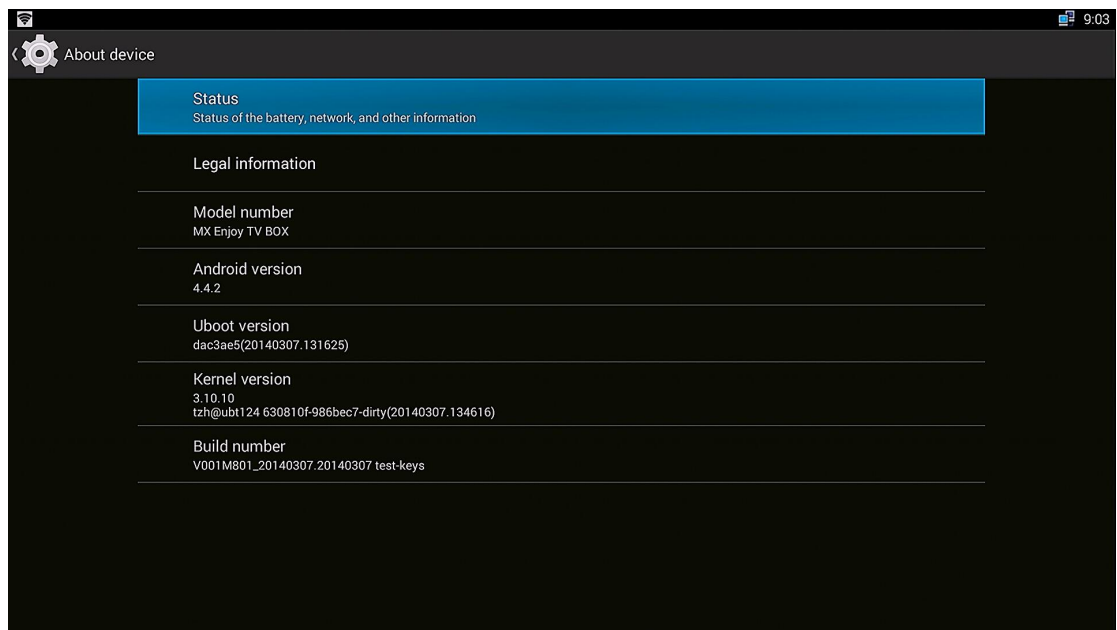 9:03
About device
Status
Status of the battery, network, and other information
Legal information
Model number
MX Enjoy TV BOX
Android version
4.4.2
Uboot version
dac3ae5(20140307.131625)
Kernel version
3.10.10
tzh@ubt124 630810f-986bec7-dirty(20140307.134616)
Build number
V001M801_20140307.20140307 test-keys